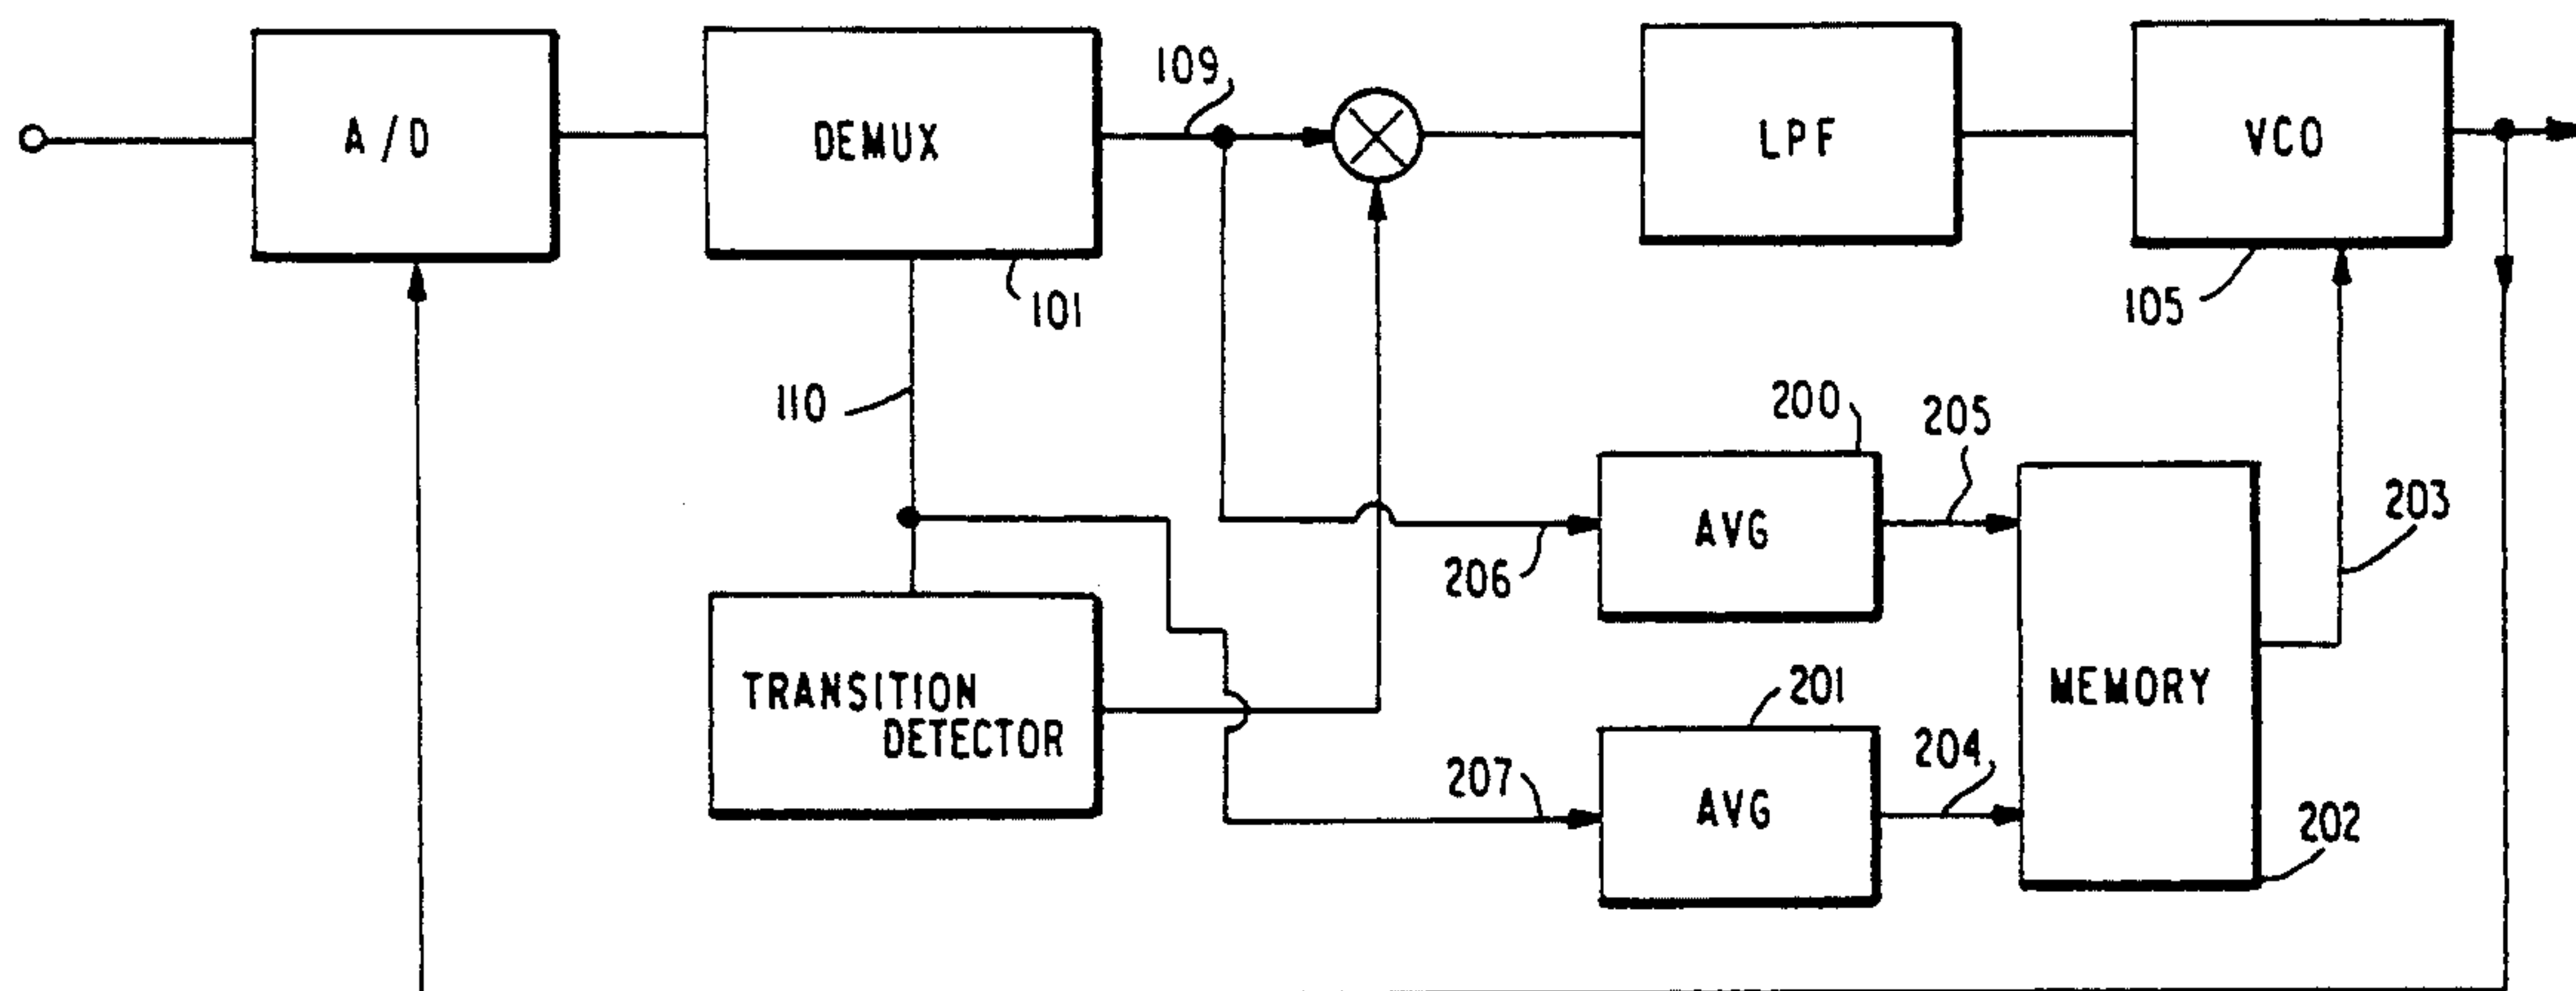 A/D
DEMUX
109
LPF
VCO
101
105
110
200
205
AVG
206
203
TRANSITION
DETECTOR
201
MEMORY
207
AVG
204
202